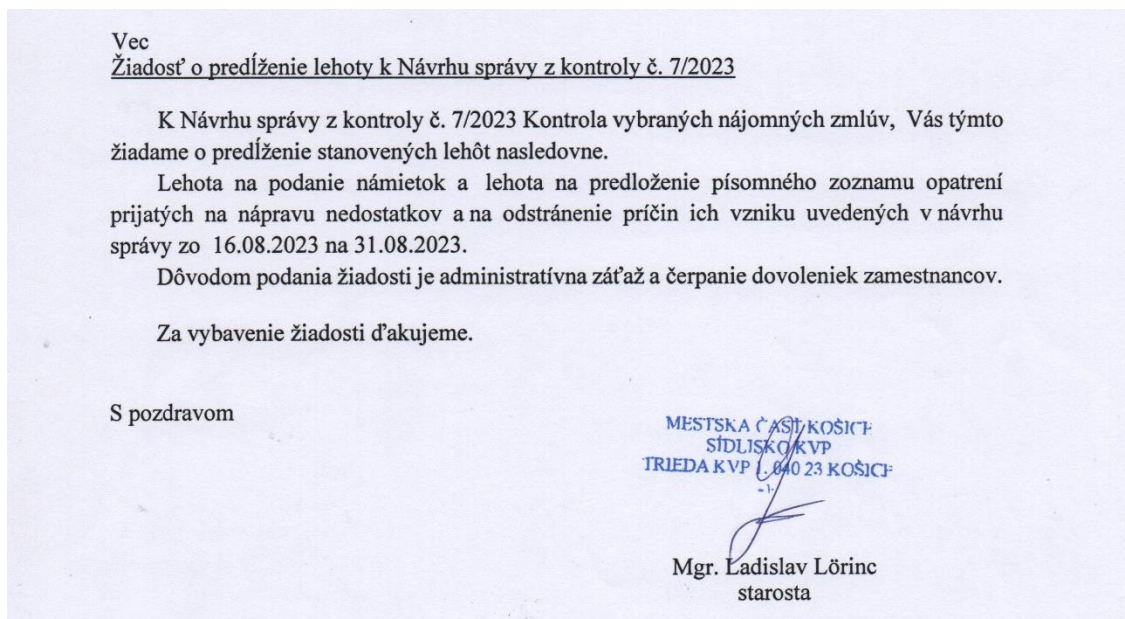 Vec
Žiadosť o predĺženie lehoty k Návrhu správy z kontroly č. 7/2023
K Návrhu správy z kontroly č. 7/2023 Kontrola vybraných nájomných zmlúv, Vás týmto
žiadame o predĺženie stanovených lehôt nasledovne.
Lehota na podanie námietok a lehota na predloženie písomného zoznamu opatrení
prijatých na nápravu nedostatkov a na odstránenie príčin ich vzniku uvedených v návrhu
správy zo 16.08.2023 na 31.08.2023.
Dôvodom podania žiadosti je administratívna záťaž a čerpanie dovoleniek zamestnancov.
Za vybavenie žiadosti ďakujeme.
S pozdravom
MESTSKA ČASŤ KOŠICE
SÍDLISKO KVP
TRIEDA KVP 1. 040 23 KOŠICE
-1-
Mgr. Ladislav Lörinc
starosta